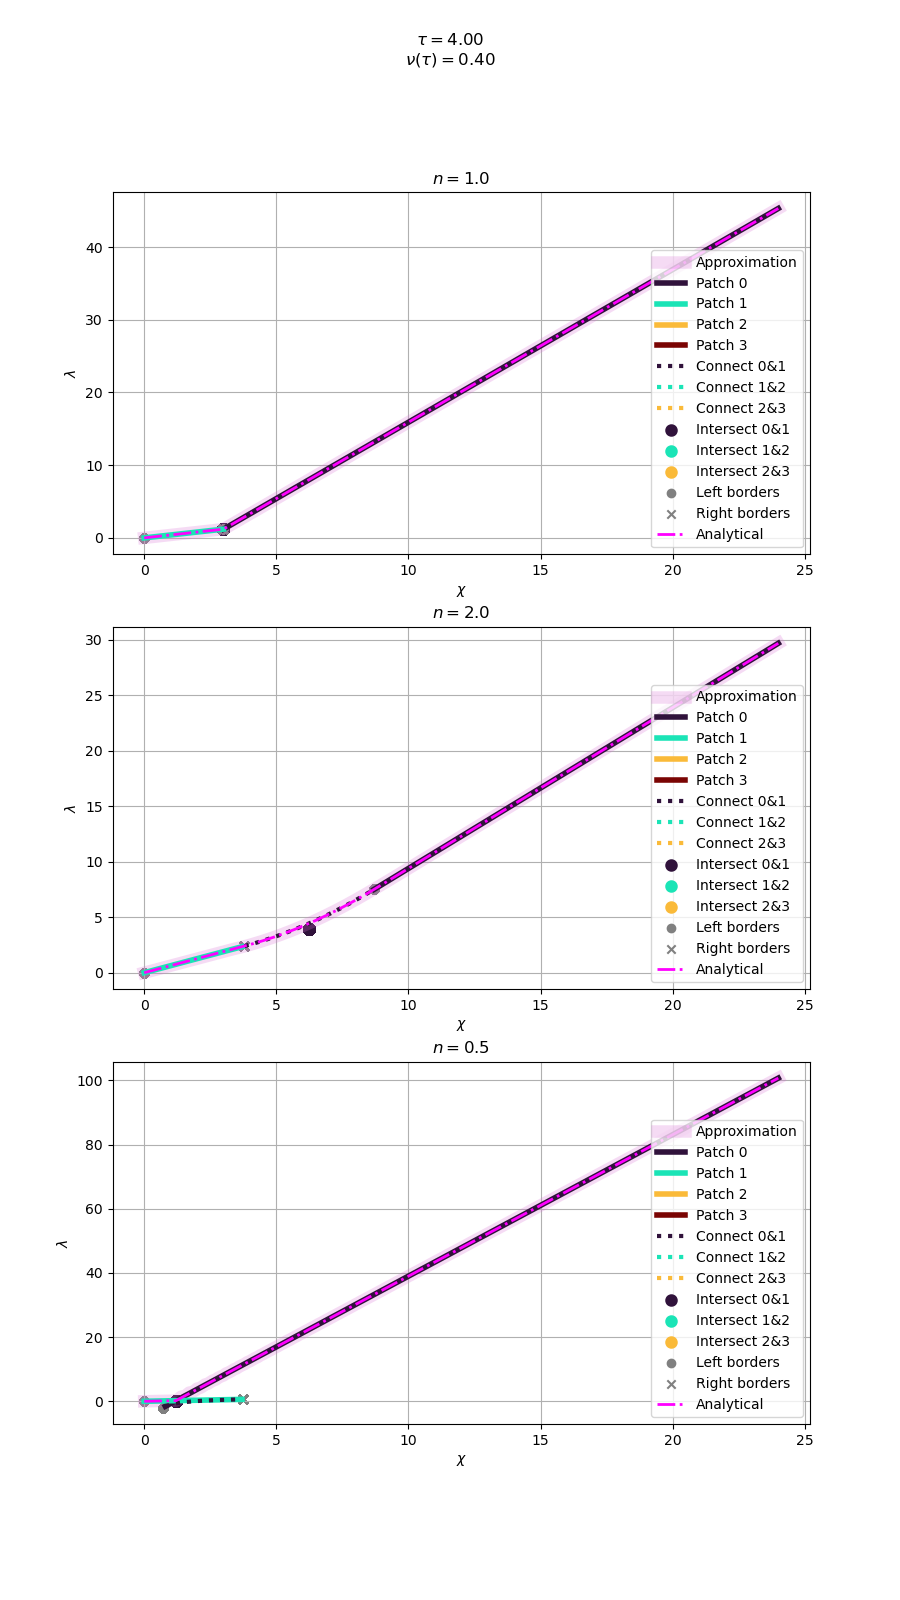 τ = 4.00
ν(τ) = 0.40
n = 1.0
40
30
20
10
0
λ
0 5 10 15 20 25
χ
Approximation
Patch 0
Patch 1
Patch 2
Patch 3
Connect 0&1
Connect 1&2
Connect 2&3
Intersect 0&1
Intersect 1&2
Intersect 2&3
Left borders
Right borders
Analytical
n = 2.0
30
25
20
15
10
5
0
λ
0 5 10 15 20 25
χ
Approximation
Patch 0
Patch 1
Patch 2
Patch 3
Connect 0&1
Connect 1&2
Connect 2&3
Intersect 0&1
Intersect 1&2
Intersect 2&3
Left borders
Right borders
Analytical
n = 0.5
100
80
60
40
20
0
λ
0 5 10 15 20 25
χ
Approximation
Patch 0
Patch 1
Patch 2
Patch 3
Connect 0&1
Connect 1&2
Connect 2&3
Intersect 0&1
Intersect 1&2
Intersect 2&3
Left borders
Right borders
Analytical